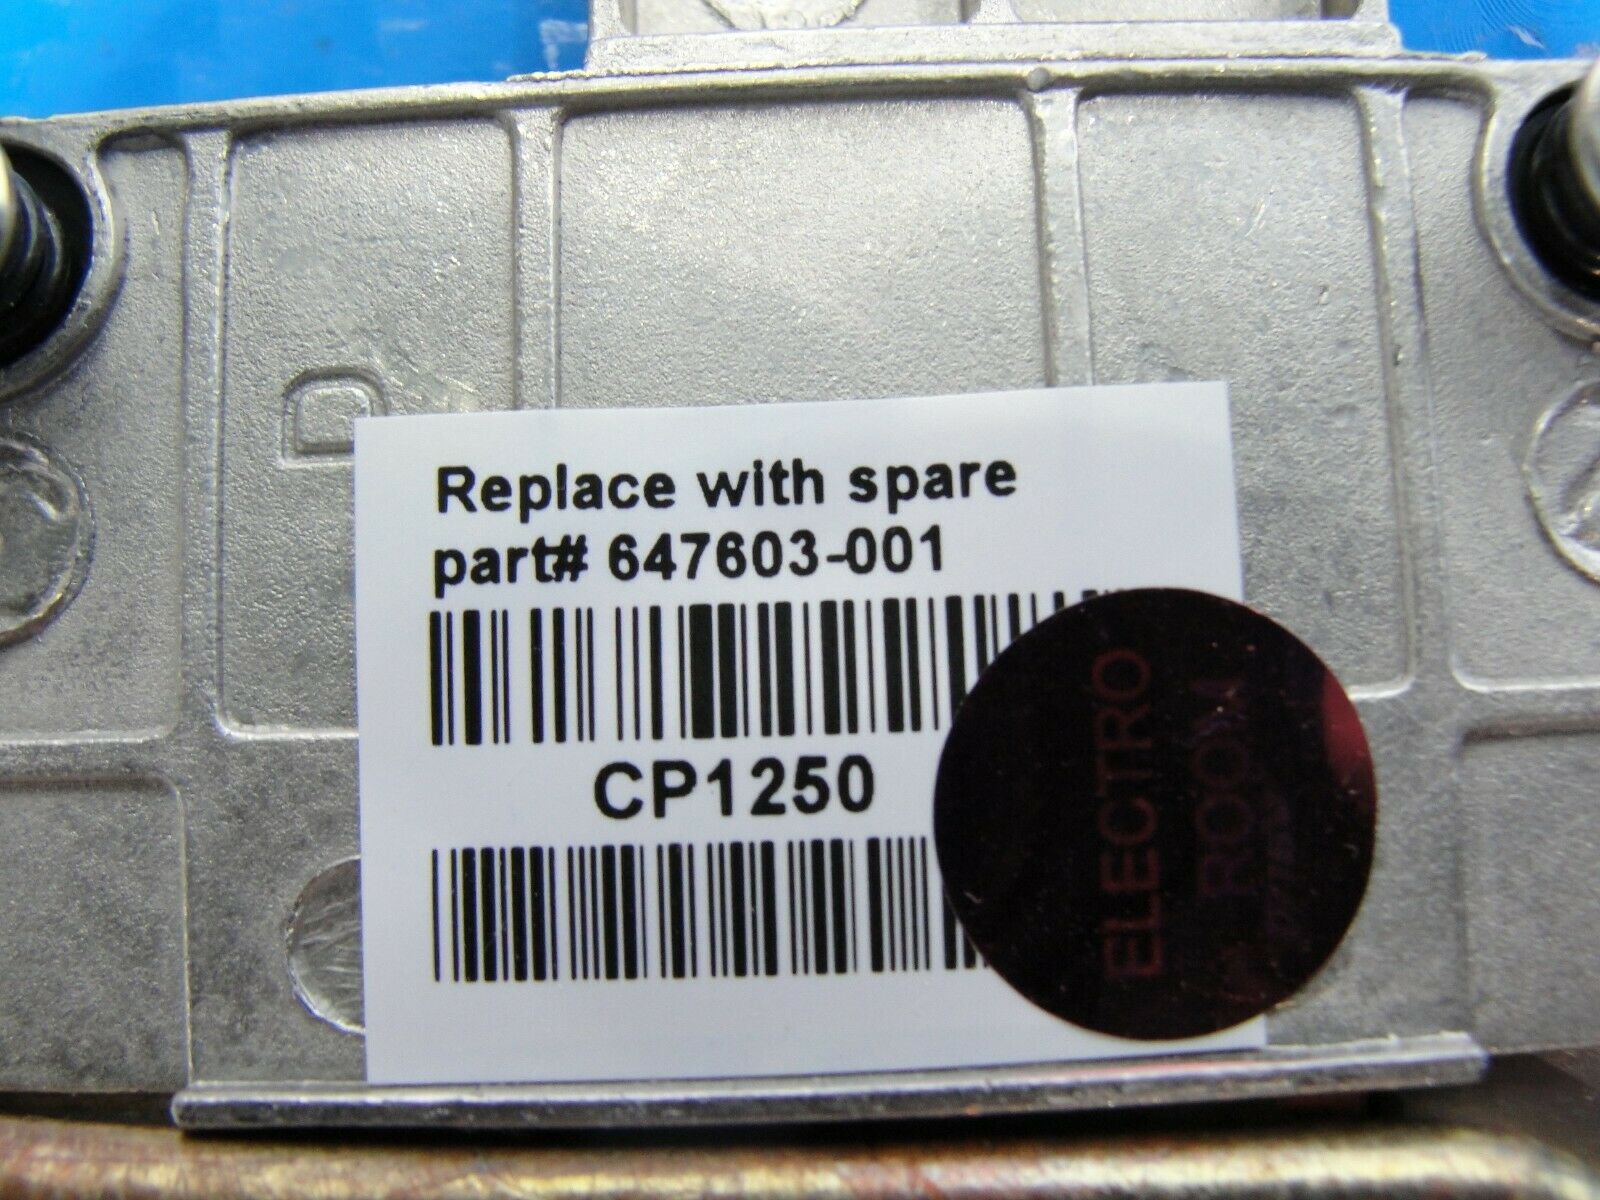 Replace with spare
part# 647603-001
CP1250
ELECTRO
ROOM
D